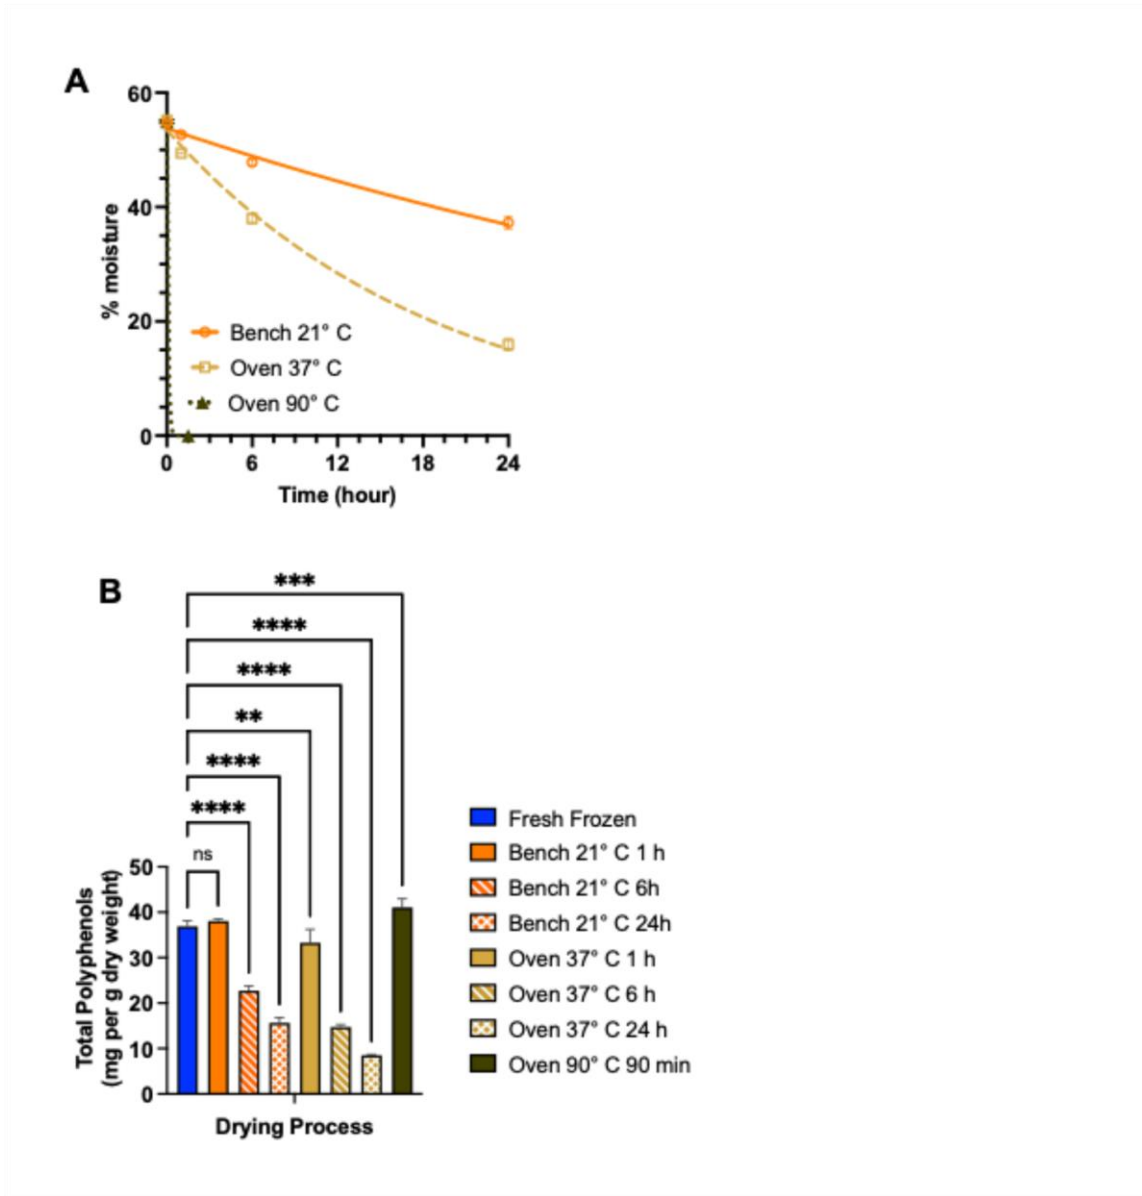 A
60
40
20
0
% moisture
Bench 21° C
Oven 37° C
Oven 90° C
0 6 12 18 24
Time (hour)
B
***
****
****
**
****
****
ns
50
40
30
20
10
0
Total Polyphenols
(mg per g dry weight)
Drying Process
Fresh Frozen
Bench 21° C 1 h
Bench 21° C 6h
Bench 21° C 24h
Oven 37° C 1 h
Oven 37° C 6 h
Oven 37° C 24 h
Oven 90° C 90 min